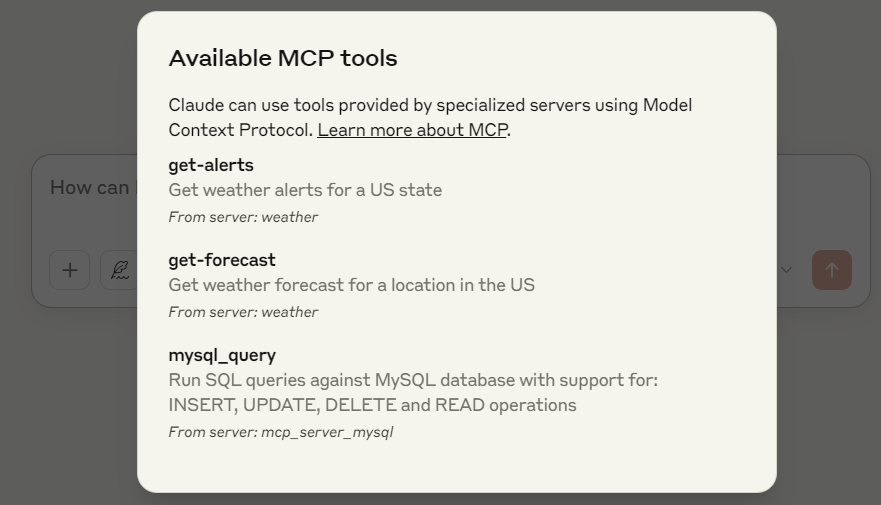 Available MCP tools
Claude can use tools provided by specialized servers using Model
Context Protocol. Learn more about MCP.
get-alerts
Get weather alerts for a US state
From server: weather
How can
get-forecast
Get weather forecast for a location in the US
From server: weather
mysql_query
Run SQL queries against MySQL database with support for:
INSERT, UPDATE, DELETE and READ operations
From server: mcp_server_mysql